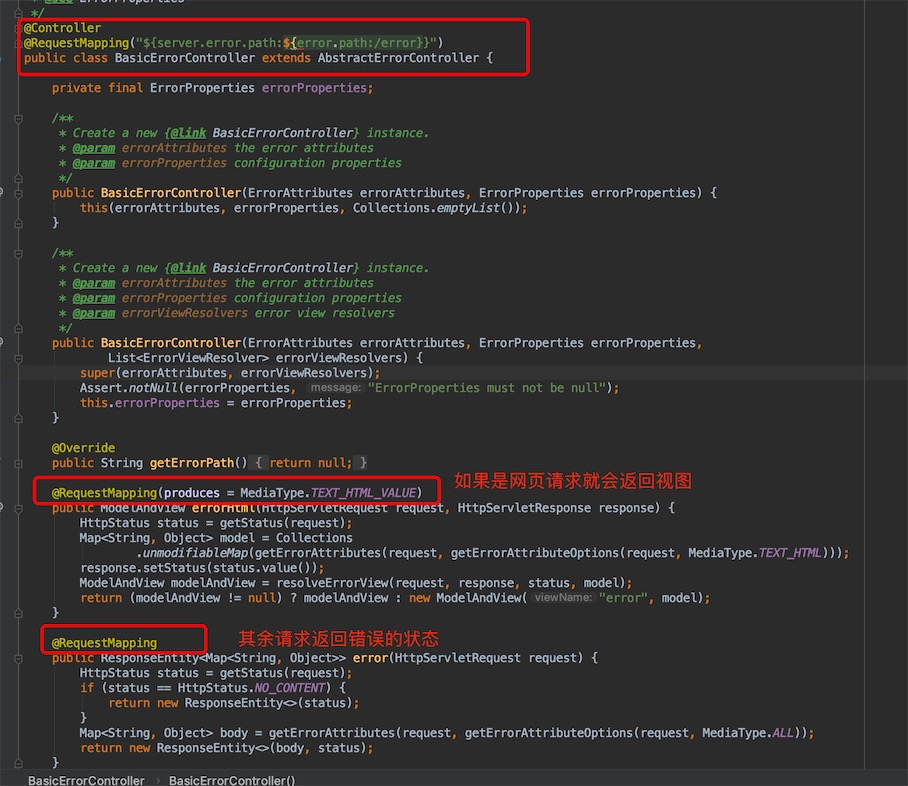 */
@Controller
@RequestMapping("${server.error.path:${error.path:/error}}")
public class BasicErrorController extends AbstractErrorController {
private final ErrorProperties errorProperties;
/**
* Create a new {@link BasicErrorController} instance.
* @param errorAttributes the error attributes
* @param errorProperties configuration properties
*/
public BasicErrorController(ErrorAttributes errorAttributes, ErrorProperties errorProperties) {
this(errorAttributes, errorProperties, Collections.emptyList());
}
/**
* Create a new {@link BasicErrorController} instance.
* @param errorAttributes the error attributes
* @param errorProperties configuration properties
* @param errorViewResolvers error view resolvers
*/
public BasicErrorController(ErrorAttributes errorAttributes, ErrorProperties errorProperties,
List<ErrorViewResolver> errorViewResolvers) {
super(errorAttributes, errorViewResolvers);
Assert.notNull(errorProperties, message: "ErrorProperties must not be null");
this.errorProperties = errorProperties;
}
@Override
public String getErrorPath() { return null; }
@RequestMapping(produces = MediaType.TEXT_HTML_VALUE) 如果是网页请求就会返回视图
public ModelAndView errorHtml(HttpServletRequest request, HttpServletResponse response) {
HttpStatus status = getStatus(request);
Map<String, Object> model = Collections
.unmodifiableMap(getErrorAttributes(request, getErrorAttributeOptions(request, MediaType.TEXT_HTML)));
response.setStatus(status.value());
ModelAndView modelAndView = resolveErrorView(request, response, status, model);
return (modelAndView != null) ? modelAndView : new ModelAndView( viewName: "error", model);
}
@RequestMapping 其余请求返回错误的状态
public ResponseEntity<Map<String, Object>> error(HttpServletRequest request) {
HttpStatus status = getStatus(request);
if (status == HttpStatus.NO_CONTENT) {
return new ResponseEntity<>(status);
}
Map<String, Object> body = getErrorAttributes(request, getErrorAttributeOptions(request, MediaType.ALL));
return new ResponseEntity<>(body, status);
}
BasicErrorController › BasicErrorController()